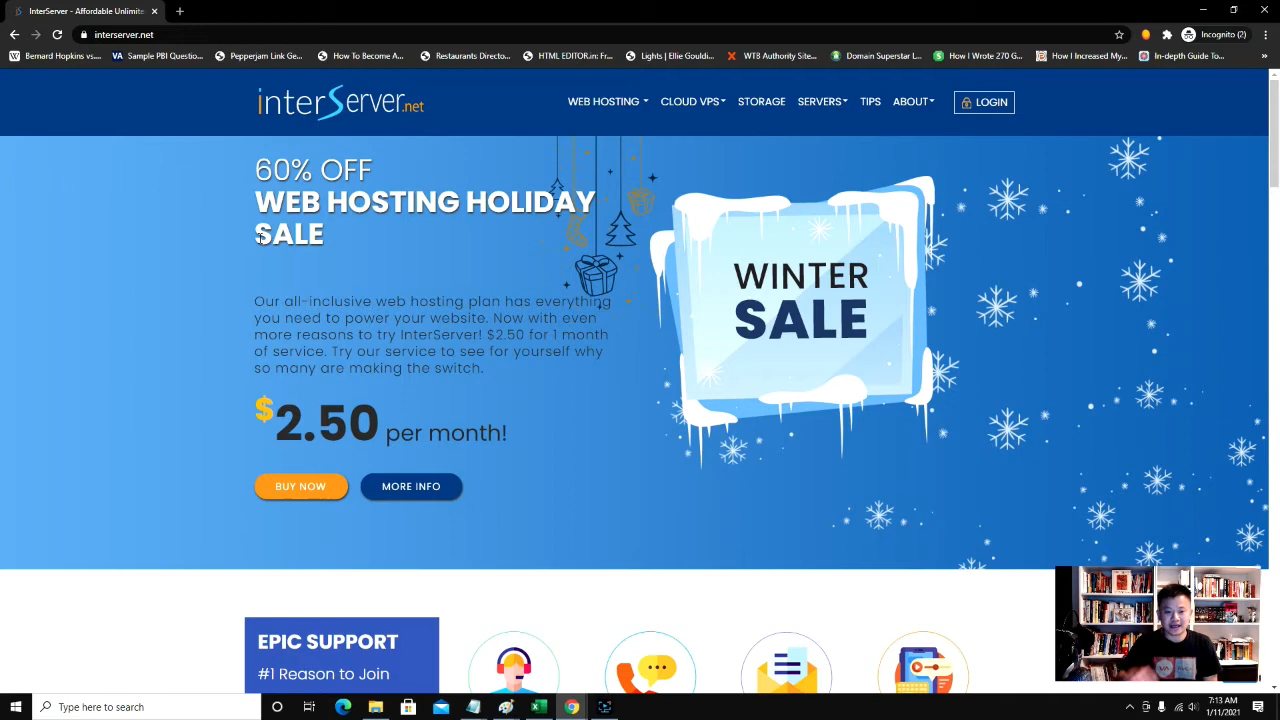 InterServer - Affordable Unlimite
interserver.net
Incognito (2)
Bernard Hopkins vs...
VA Sample PBI Questio...
Pepperjam Link Ge...
How To Become A...
Restaurants Directo...
HTML EDITOR.in: Fr...
Lights | Ellie Gouldi...
WTB Authority Site...
Domain Superstar L...
How I Wrote 270 G...
How I Increased My...
In-depth Guide To...
interServer.net
WEB HOSTING
CLOUD VPS
STORAGE
SERVERS
TIPS
ABOUT
LOGIN
60% OFF
WEB HOSTING HOLIDAY
SALE
Our all-inclusive web hosting plan has everything
you need to power your website. Now with even
more reasons to try InterServer! $2.50 for 1 month
of service. Try our service to see for yourself why
so many are making the switch.
$2.50 per month!
BUY NOW
MORE INFO
WINTER
SALE
EPIC SUPPORT
#1 Reason to Join
Type here to search
7:13 AM
1/11/2021